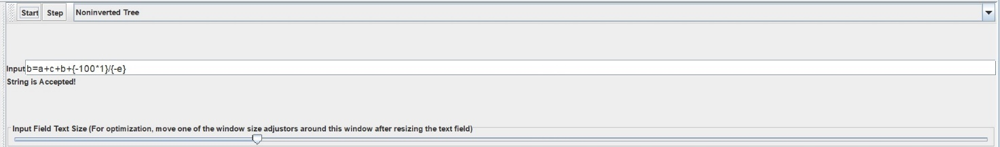 Start Step Noninverted Tree
Input b=a+c+b+{-100*1}/{-e}
String is Accepted!
Input Field Text Size (For optimization, move one of the window size adjustors around this window after resizing the text field)